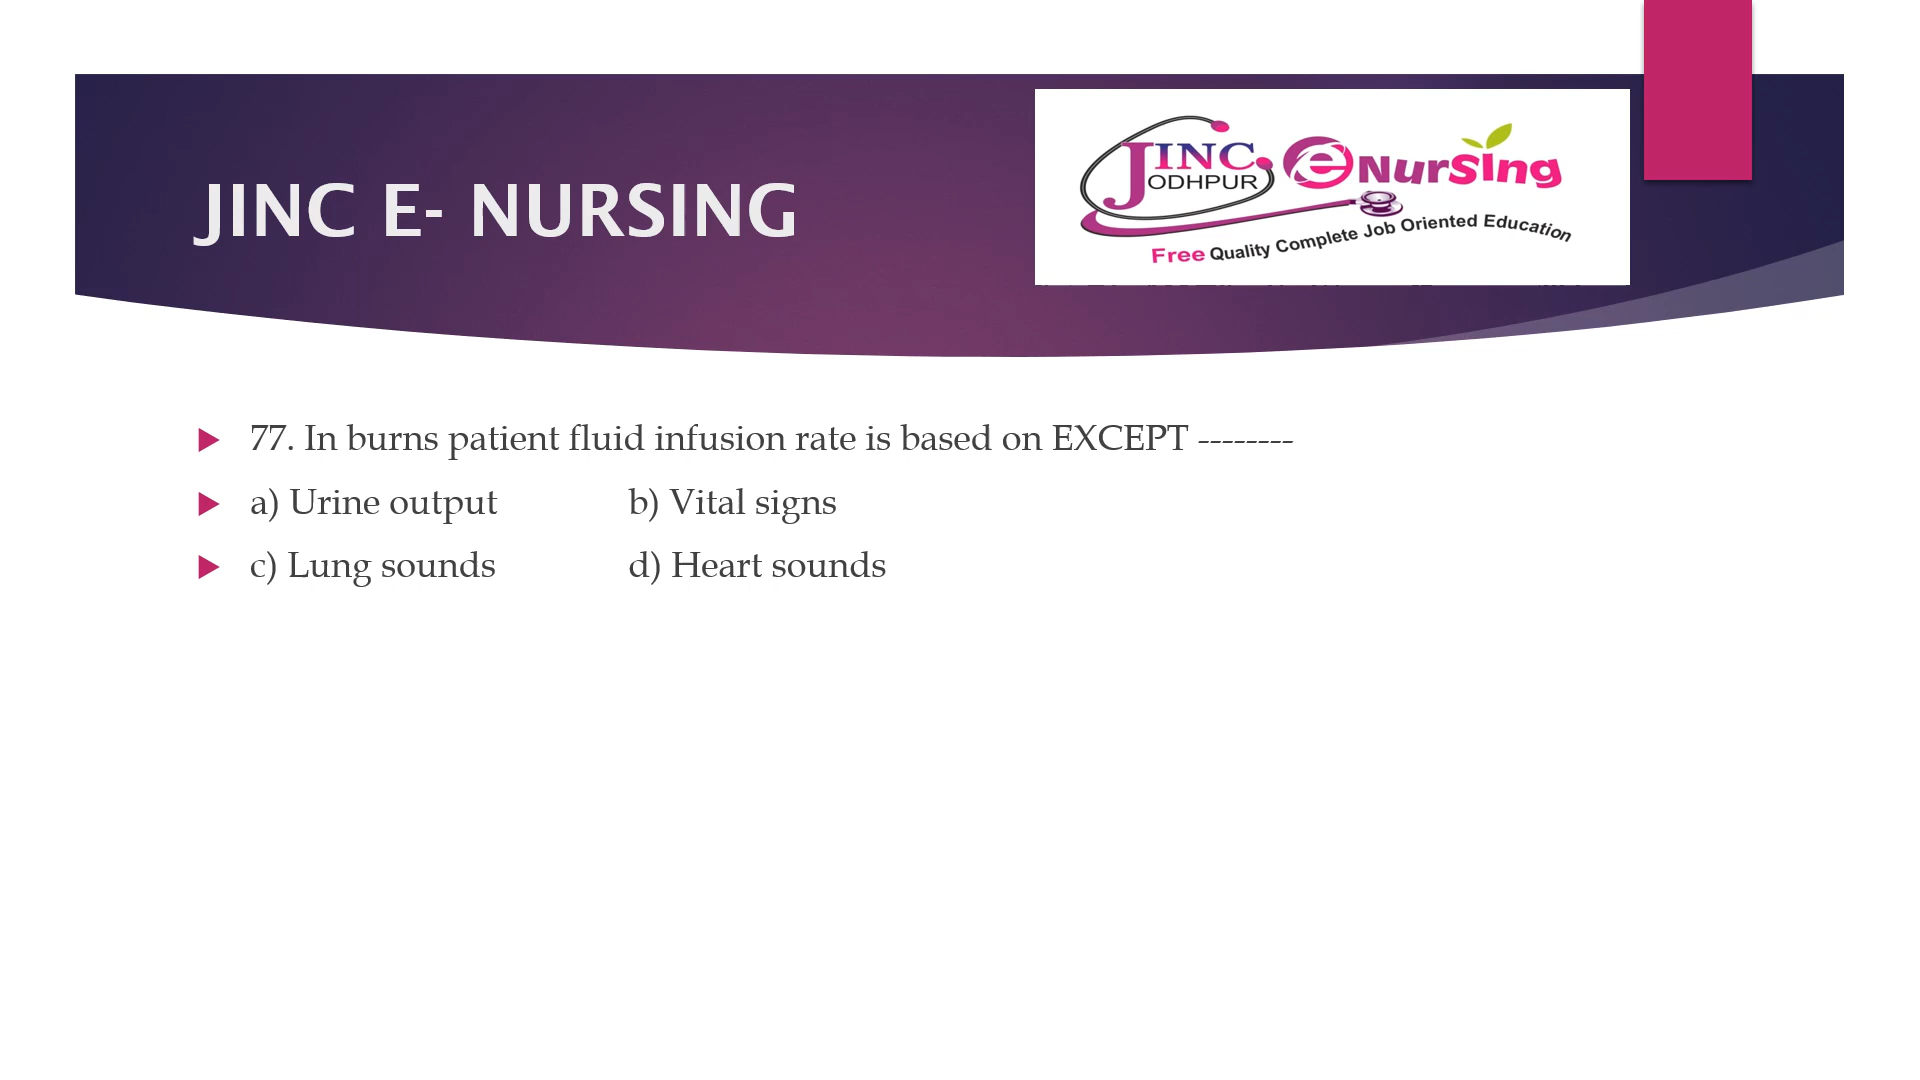 JINC E- NURSING
JINC
ODHPUR
eNursing
Free Quality Complete Job Oriented Education
77. In burns patient fluid infusion rate is based on EXCEPT --------
a) Urine output b) Vital signs
c) Lung sounds d) Heart sounds